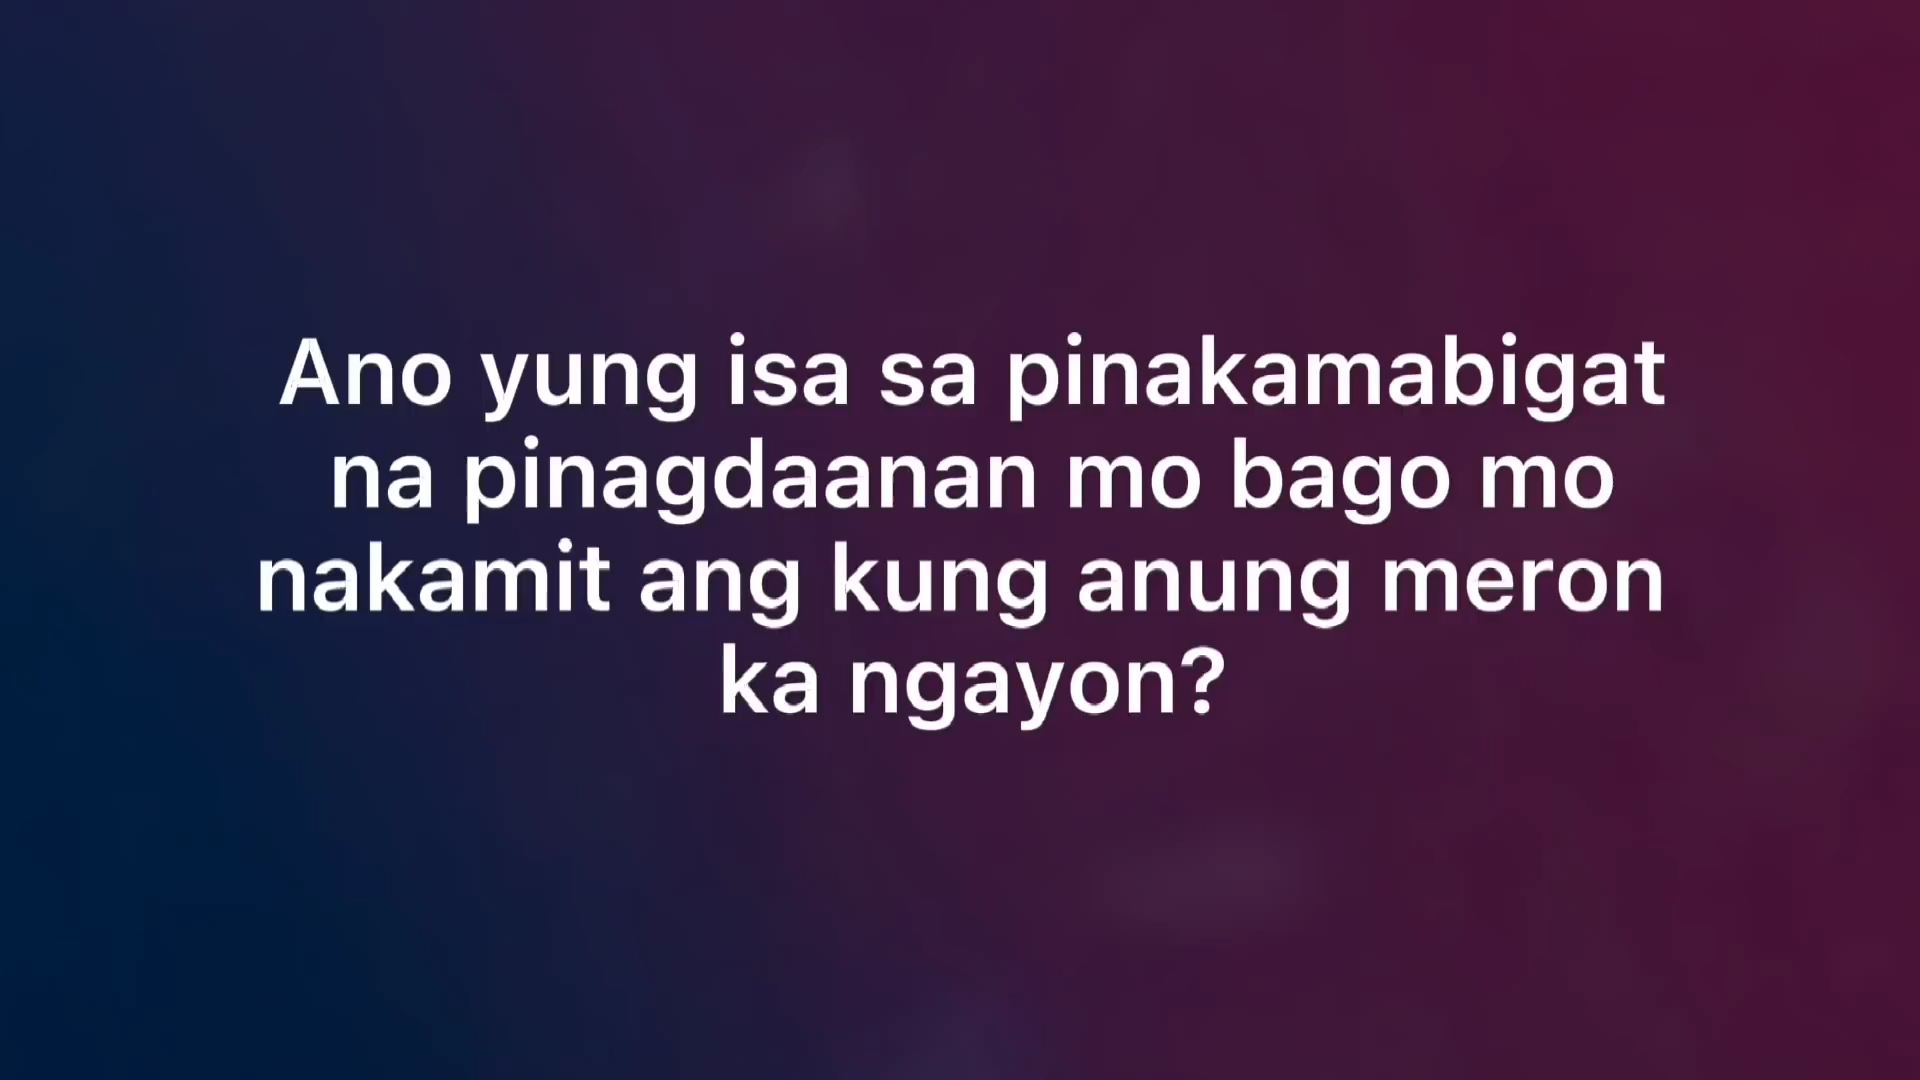 Ano yung isa sa pinakamabigat
na pinagdaanan mo bago mo
nakamit ang kung anung meron
ka ngayon?